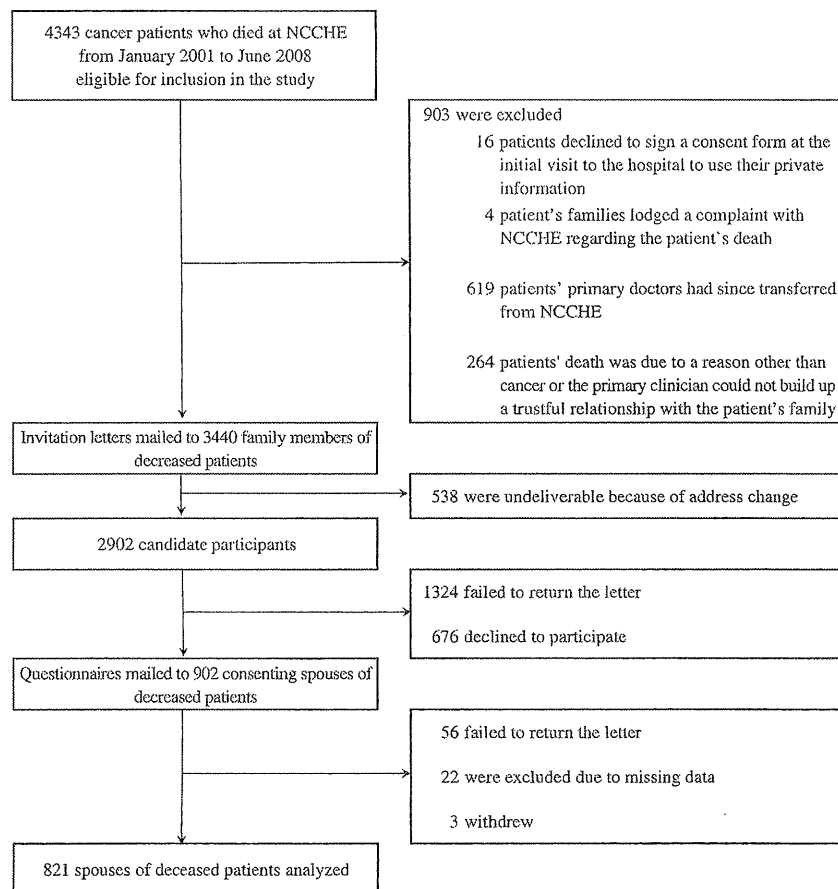 4343 cancer patients who died at NCCHE
from January 2001 to June 2008
eligible for inclusion in the study
903 were excluded
16 patients declined to sign a consent form at the
initial visit to the hospital to use their private
information
4 patient's families lodged a complaint with
NCCHE regarding the patient`s death
619 patients' primary doctors had since transferred
from NCCHE
264 patients' death was due to a reason other than
cancer or the primary clinician could not build up
a trustful relationship with the patient's family
Invitation letters mailed to 3440 family members of
decreased patients
538 were undeliverable because of address change
2902 candidate participants
1324 failed to return the letter
676 declined to participate
Questionnaires mailed to 902 consenting spouses of
decreased patients
56 failed to return the letter
22 were excluded due to missing data
3 withdrew
821 spouses of deceased patients analyzed